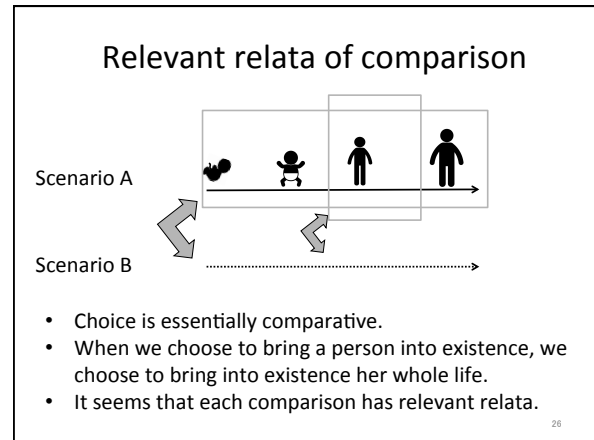 Relevant relata of comparison
Scenario A
Scenario B
• Choice is essentially comparative.
• When we choose to bring a person into existence, we
choose to bring into existence her whole life.
• It seems that each comparison has relevant relata.
26